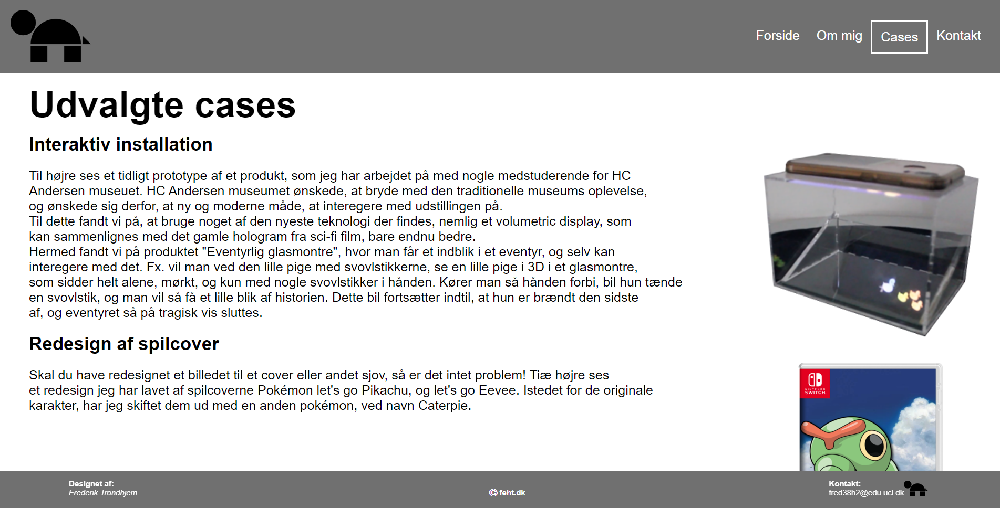 Forside Om mig Cases Kontakt
Udvalgte cases
Interaktiv installation
Til højre ses et tidligt prototype af et produkt, som jeg har arbejdet på med nogle medstuderende for HC
Andersen museuet. HC Andersen museumet ønskede, at bryde med den traditionelle museums oplevelse,
og ønskede sig derfor, at ny og moderne måde, at interegere med udstillingen på.
Til dette fandt vi på, at bruge noget af den nyeste teknologi der findes, nemlig et volumetric display, som
kan sammenlignes med det gamle hologram fra sci-fi film, bare endnu bedre.
Hermed fandt vi på produktet "Eventyrlig glasmontre", hvor man får et indblik i et eventyr, og selv kan
interegere med det. Fx. vil man ved den lille pige med svovlstikkerne, se en lille pige i 3D i et glasmontre,
som sidder helt alene, mørkt, og kun med nogle svovlstikker i hånden. Kører man så hånden forbi, bil hun tænde
en svovlstik, og man vil så få et lille blik af historien. Dette bil fortsætter indtil, at hun er brændt den sidste
af, og eventyret så på tragisk vis sluttes.
Redesign af spilcover
Skal du have redesignet et billedet til et cover eller andet sjov, så er det intet problem! Tiæ højre ses
et redesign jeg har lavet af spilcoverne Pokémon let's go Pikachu, og let's go Eevee. Istedet for de originale
karakter, har jeg skiftet dem ud med en anden pokémon, ved navn Caterpie.
NINTENDO
SWITCH.
Designet af:
Frederik Trondhjem
© feht.dk
Kontakt:
fred38h2@edu.ucl.dk